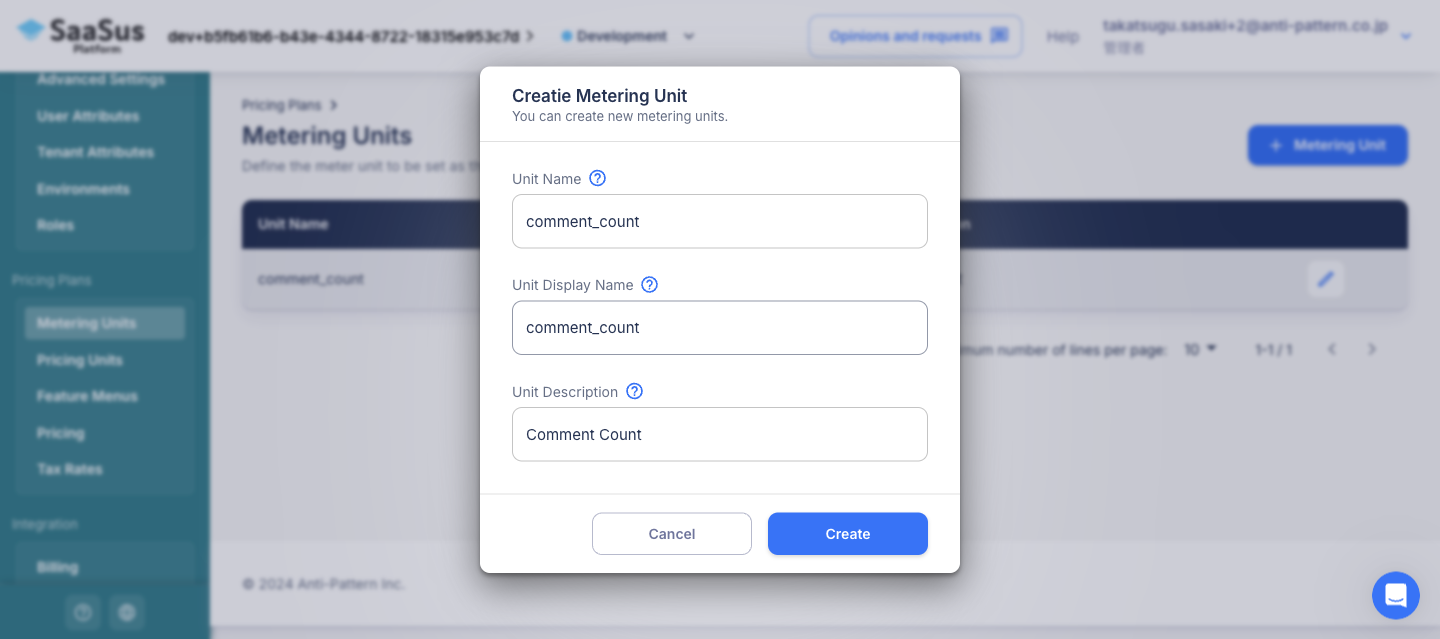 SaaSus
Platform
dev+b5fb61b6-b43e-4344-8722-18315e953c7d
Development
Opinions and requests
Help
takatsugu.sasaki+2@anti-pattern.co.jp
管理者
Advanced Settings
User Attributes
Tenant Attributes
Environments
Roles
Pricing Plans
Metering Units
Pricing Units
Feature Menus
Pricing
Tax Rates
Integration
Billing
Pricing Plans
Metering Units
Define the meter unit to be set as
+ Metering Unit
Unit Name
comment_count
number of lines per page:
10
1-1 / 1
© 2024 Anti-Pattern Inc.
Creatie Metering Unit
You can create new metering units.
Unit Name
comment_count
Unit Display Name
comment_count
Unit Description
Comment Count
Cancel
Create